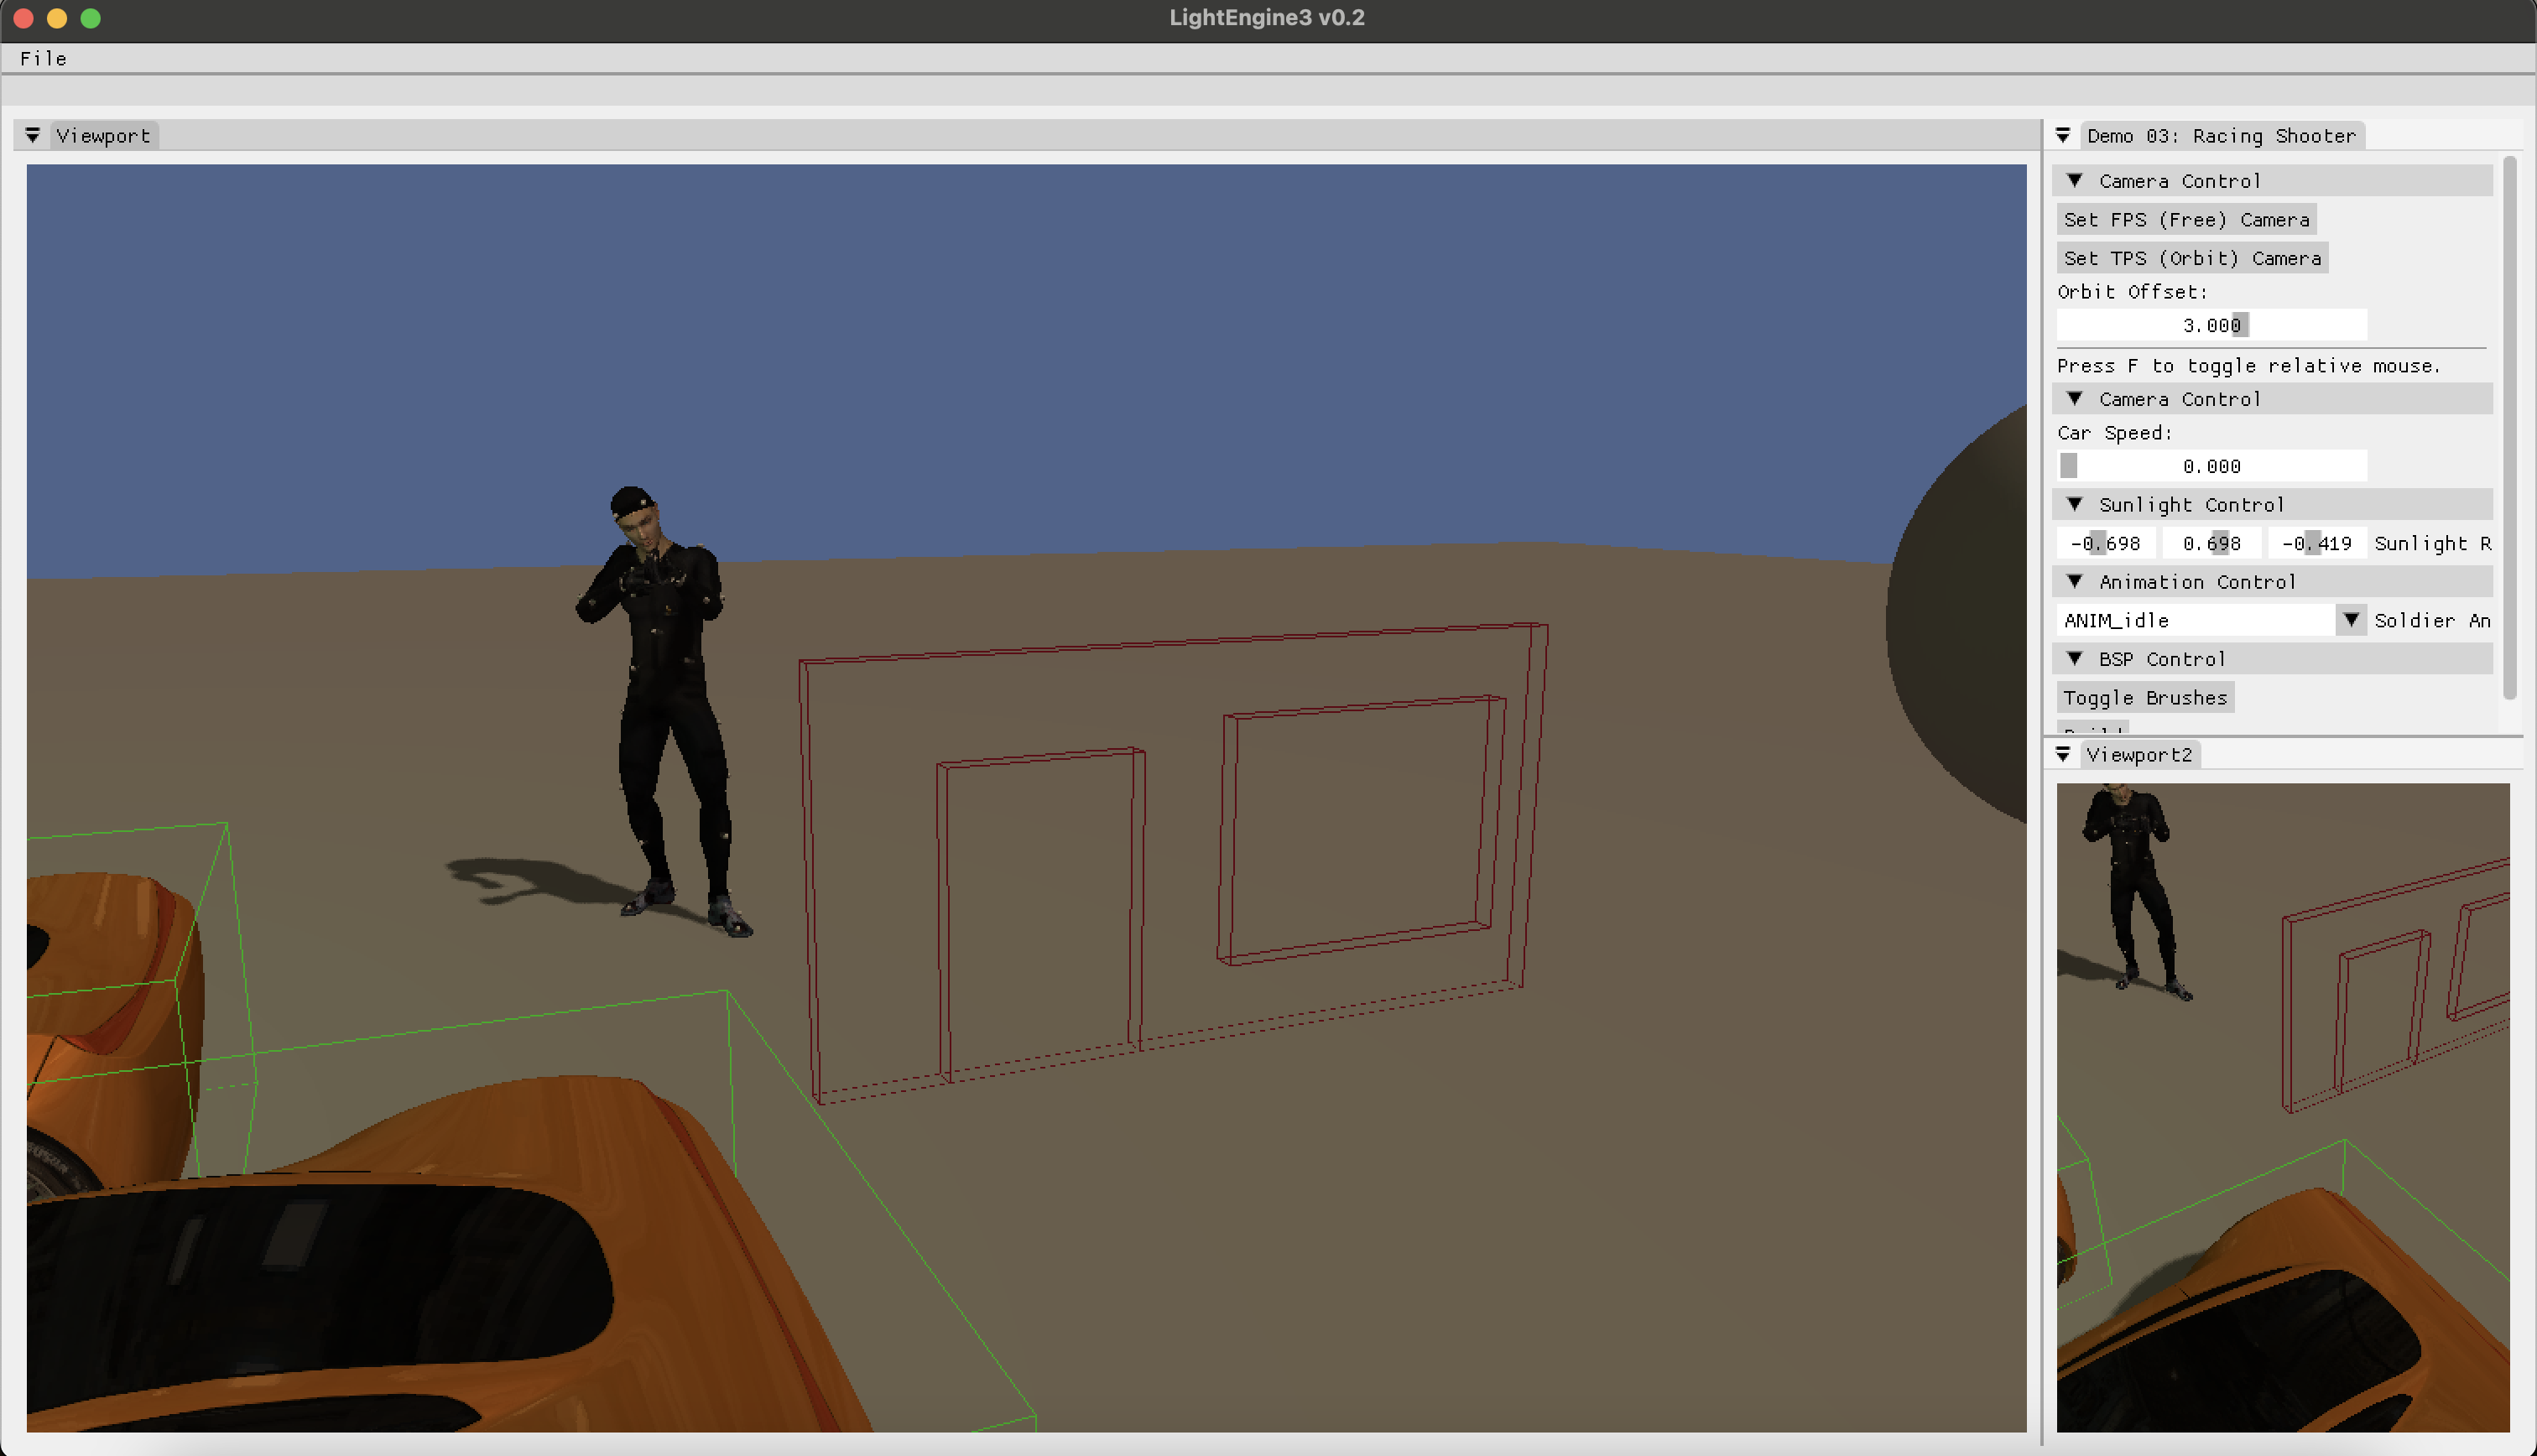 LightEngine3 v0.2
File
Viewport
Demo 03: Racing Shooter
Camera Control
Set FPS (Free) Camera
Set TPS (Orbit) Camera
Orbit Offset:
3.000
Press F to toggle relative mouse.
Camera Control
Car Speed:
0.000
Sunlight Control
-0.698 0.698 -0.419 Sunlight R
Animation Control
ANIM_idle Soldier An
BSP Control
Toggle Brushes
Viewport2